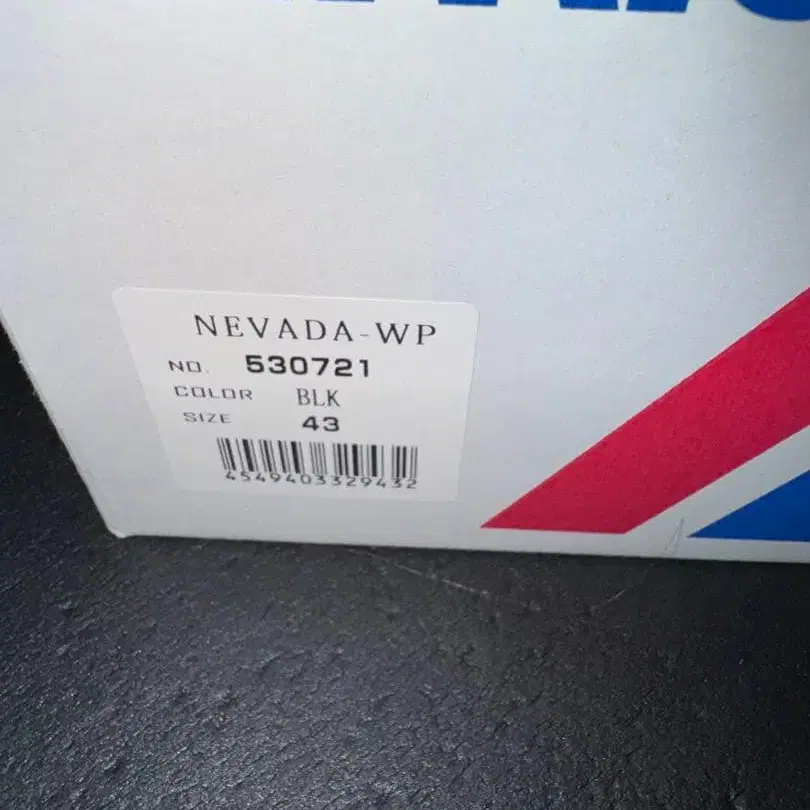 NEVADA-WP
NO. 530721
COLOR BLK
SIZE 43
4549403329432